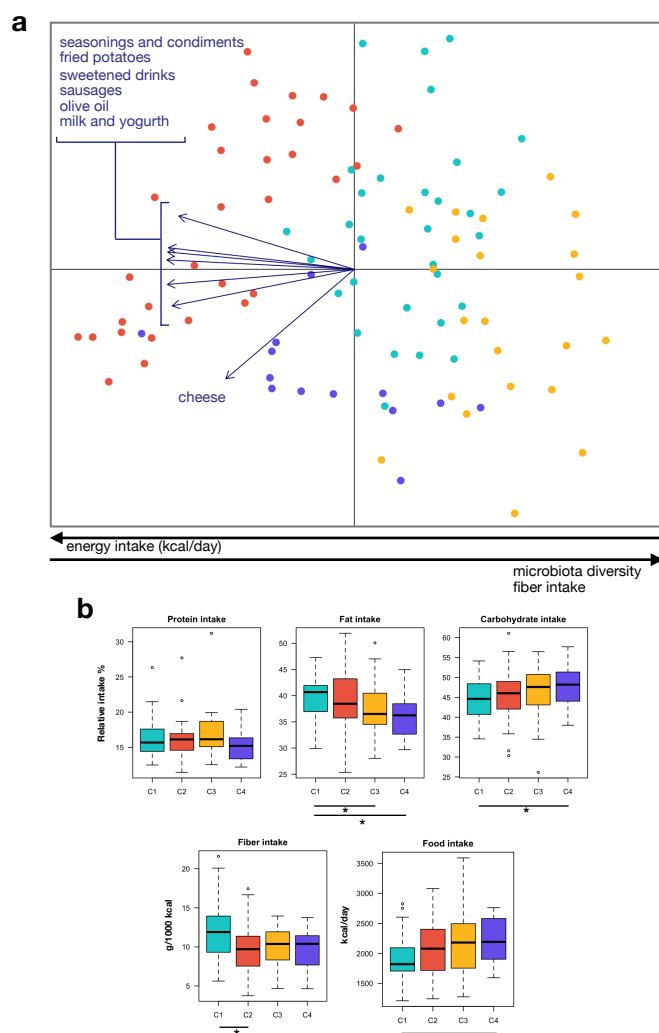 a
seasonings and condiments
fried potatoes
sweetened drinks
sausages
olive oil
milk and yogurth
cheese
energy intake (kcal/day)
microbiota diversity
fiber intake
b
Protein intake
Relative intake %
30
25
20
15
C1 C2 C3 C4
Fat intake
50
45
40
35
30
25
C1 C2 C3 C4
* 
*
Carbohydrate intake
60
55
50
45
40
35
30
25
C1 C2 C3 C4
*
Fiber intake
g/1000 kcal
20
15
10
5
C1 C2 C3 C4
*
Food intake
kcal/day
3500
3000
2500
2000
1500
C1 C2 C3 C4